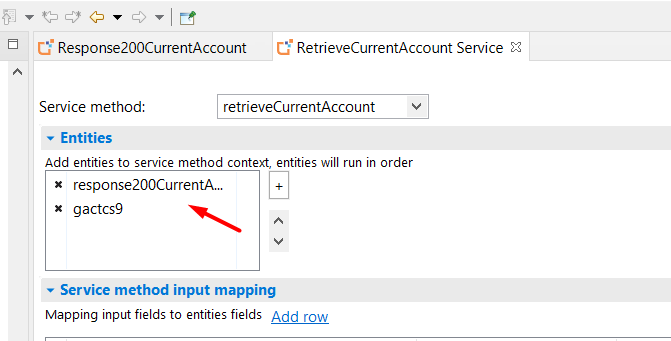 Response200CurrentAccount RetrieveCurrentAccount Service
Service method: retrieveCurrentAccount
Entities
Add entities to service method context, entities will run in order
response200CurrentA...
gactcs9
Service method input mapping
Mapping input fields to entities fields Add row